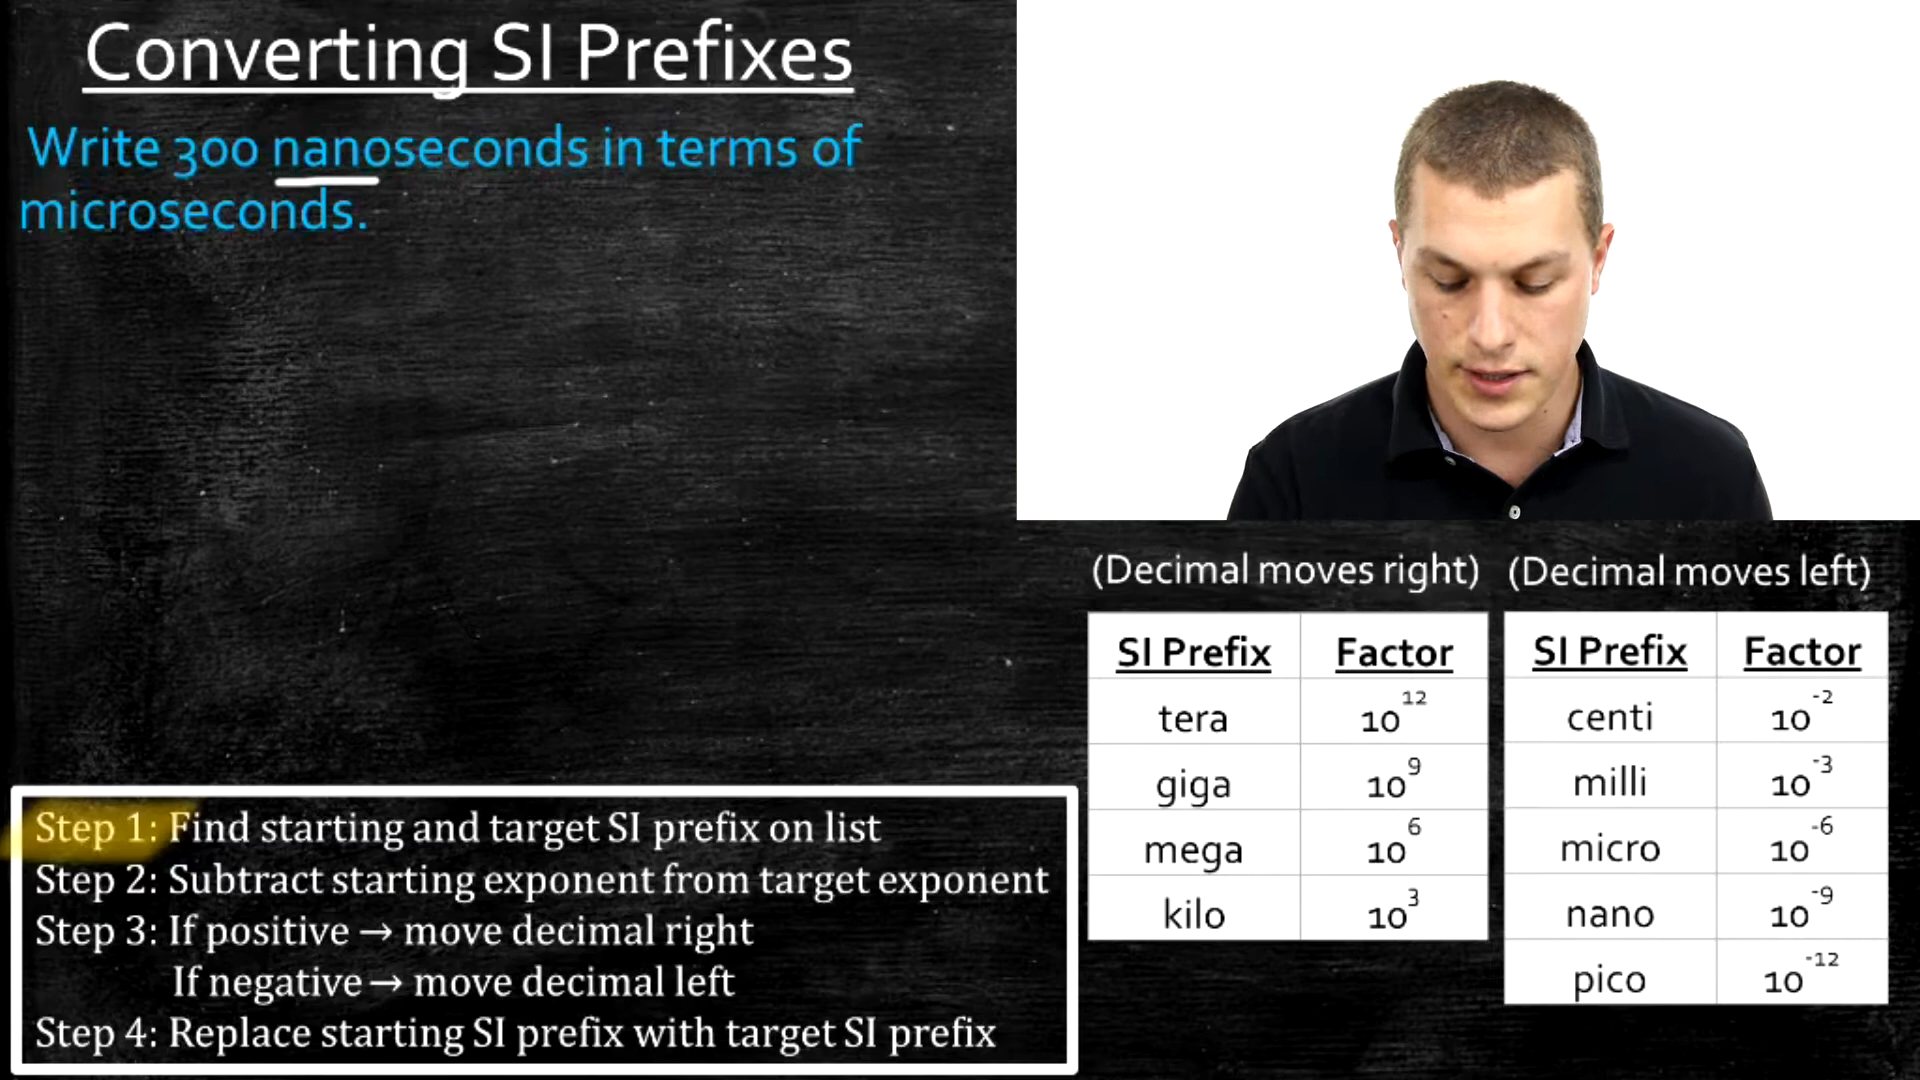 Converting SI Prefixes
Write 300 nanoseconds in terms of
microseconds.
(Decimal moves right) (Decimal moves left)
SI Prefix Factor SI Prefix Factor
tera 10^12 centi 10^-2
giga 10^9 milli 10^-3
mega 10^6 micro 10^-6
kilo 10^3 nano 10^-9
pico 10^-12
Step 1: Find starting and target SI prefix on list
Step 2: Subtract starting exponent from target exponent
Step 3: If positive → move decimal right
If negative → move decimal left
Step 4: Replace starting SI prefix with target SI prefix